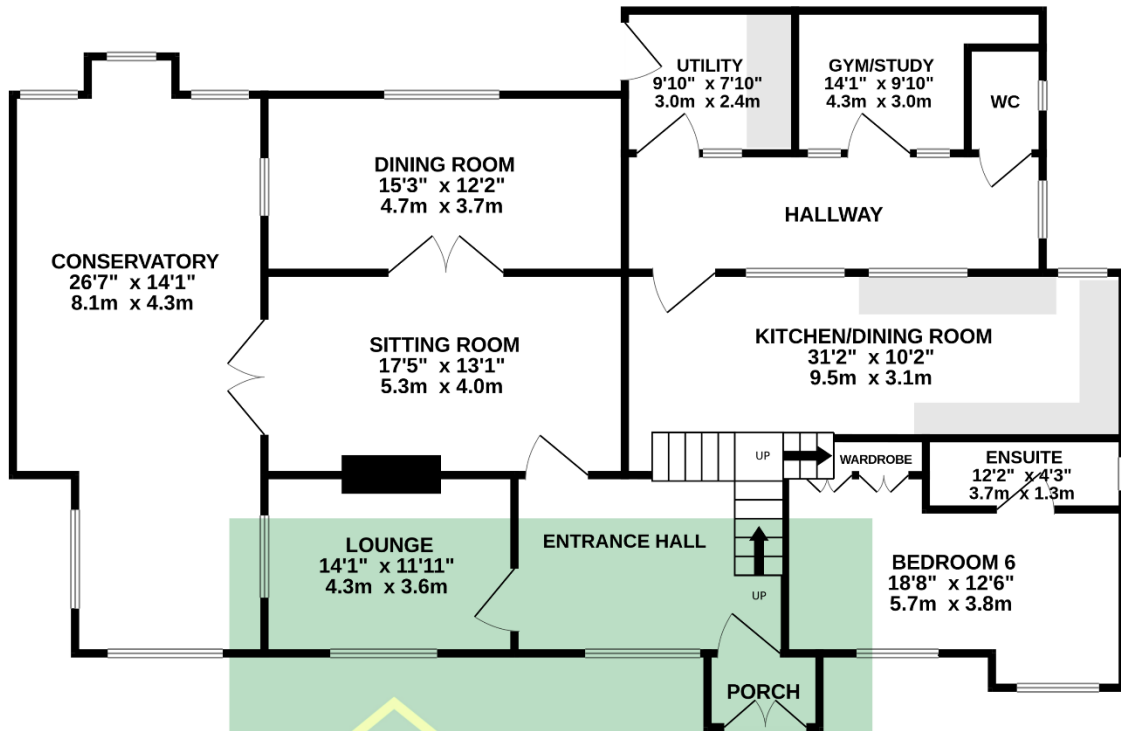 UTILITY
9'10" x 7'10"
3.0m x 2.4m
GYM/STUDY
14'1" x 9'10"
4.3m x 3.0m
WC
DINING ROOM
15'3" x 12'2"
4.7m x 3.7m
HALLWAY
CONSERVATORY
26'7" x 14'1"
8.1m x 4.3m
SITTING ROOM
17'5" x 13'1"
5.3m x 4.0m
KITCHEN/DINING ROOM
31'2" x 10'2"
9.5m x 3.1m
UP
WARDROBE
ENSUITE
12'2" x 4'3"
3.7m x 1.3m
LOUNGE
14'1" x 11'11"
4.3m x 3.6m
ENTRANCE HALL
UP
BEDROOM 6
18'8" x 12'6"
5.7m x 3.8m
PORCH